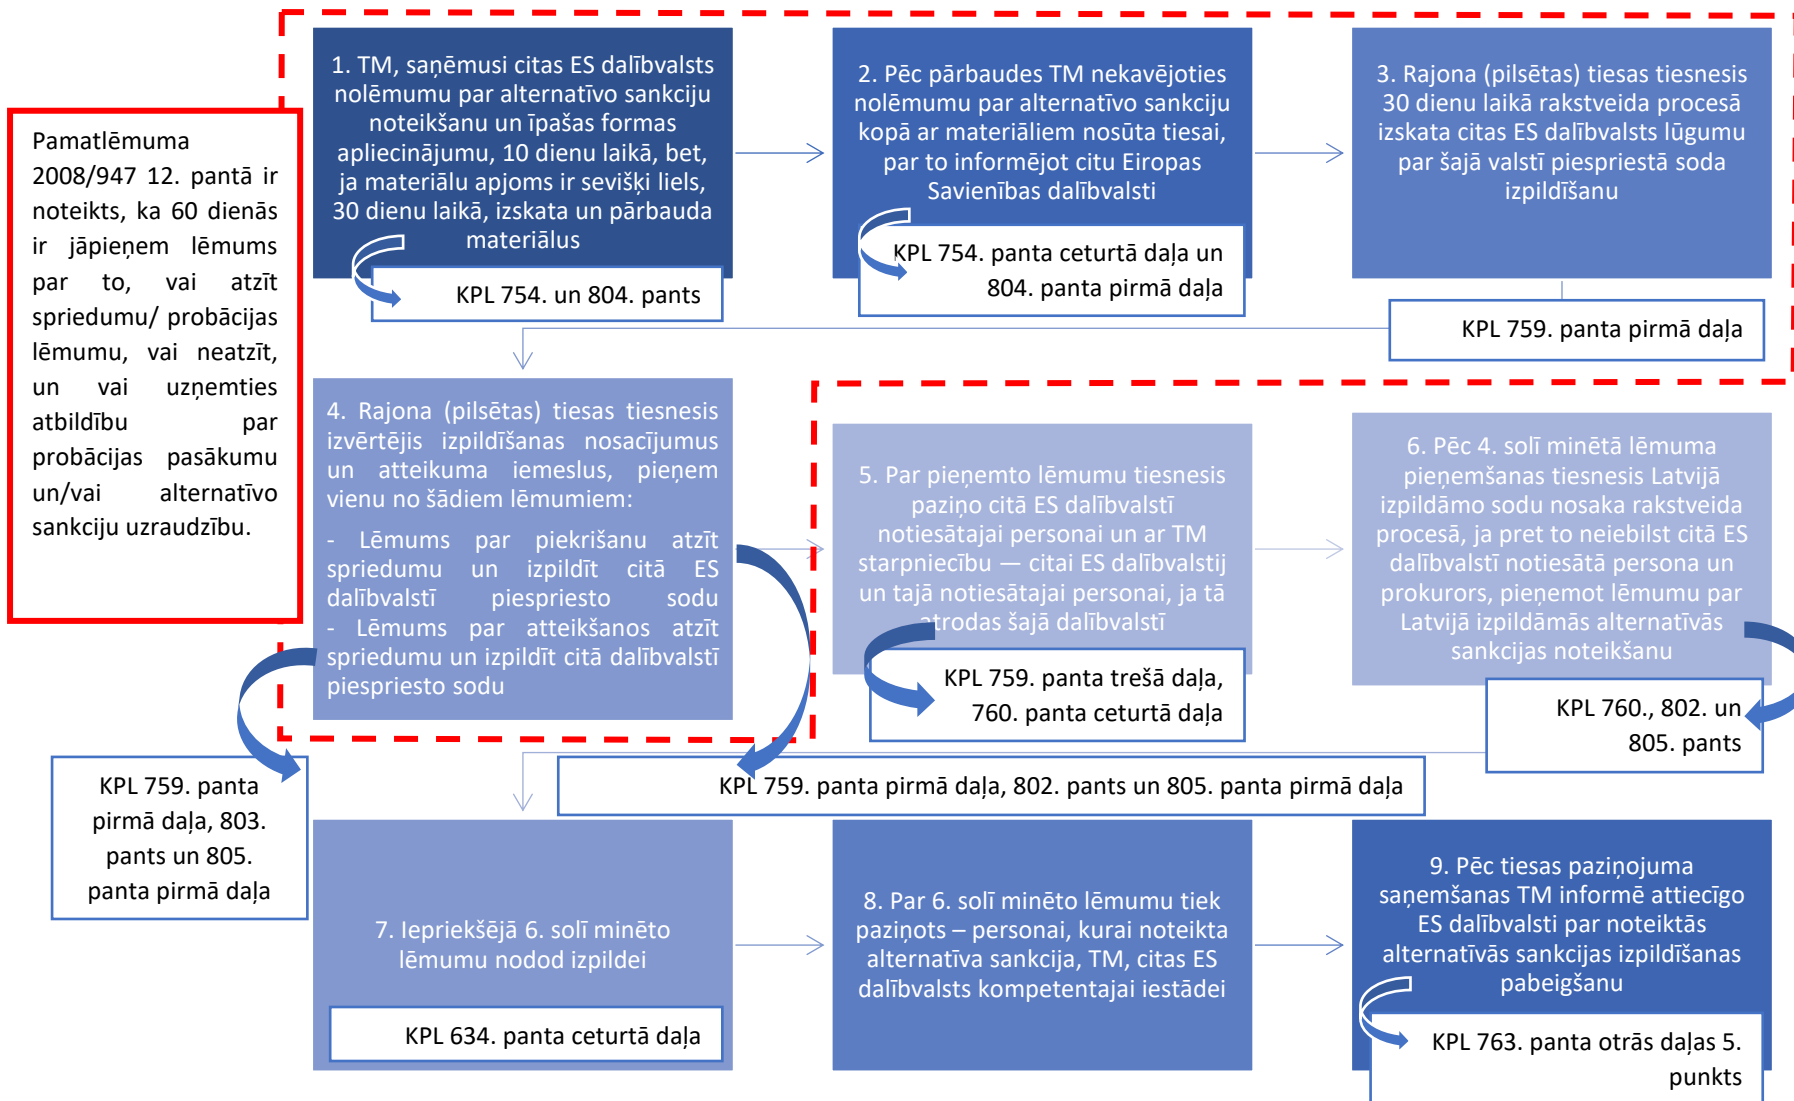 Pamatlēmuma
2008/947 12. pantā ir
noteikts, ka 60 dienās
ir jāpieņem lēmums
par to, vai atzīt
spriedumu/ probācijas
lēmumu, vai neatzīt,
un vai uzņemties
atbildību par
probācijas pasākumu
un/vai alternatīvo
sankciju uzraudzību.
1. TM, saņēmusi citas ES dalībvalsts
nolēmumu par alternatīvo sankciju
noteikšanu un īpašas formas
apliecinājumu, 10 dienu laikā, bet,
ja materiālu apjoms ir sevišķi liels,
30 dienu laikā, izskata un pārbauda
materiālus
KPL 754. un 804. pants
2. Pēc pārbaudes TM nekavējoties
nolēmumu par alternatīvo sankciju
kopā ar materiāliem nosūta tiesai,
par to informējot citu Eiropas
Savienības dalībvalsti
KPL 754. panta ceturtā daļa un
804. panta pirmā daļa
3. Rajona (pilsētas) tiesas tiesnesis
30 dienu laikā rakstveida procesā
izskata citas ES dalībvalsts lūgumu
par šajā valstī piespriestā soda
izpildīšanu
KPL 759. panta pirmā daļa
4. Rajona (pilsētas) tiesas tiesnesis
izvērtējis izpildīšanas nosacījumus
un atteikuma iemeslus, pieņem
vienu no šādiem lēmumiem:
- Lēmums par piekrišanu atzīt
spriedumu un izpildīt citā ES
dalībvalstī piespriesto sodu
- Lēmums par atteikšanos atzīt
spriedumu un izpildīt citā dalībvalstī
piespriesto sodu
KPL 759. panta
pirmā daļa, 803.
pants un 805.
panta pirmā daļa
KPL 759. panta pirmā daļa, 802. pants un 805. panta pirmā daļa
5. Par pieņemto lēmumu tiesnesis
paziņo citā ES dalībvalstī
notiesātajai personai un ar TM
starpniecību — citai ES dalībvalstij
un tajā notiesātajai personai, ja tā
atrodas šajā dalībvalstī
KPL 759. panta trešā daļa,
760. panta ceturtā daļa
6. Pēc 4. solī minētā lēmuma
pieņemšanas tiesnesis Latvijā
izpildāmo sodu nosaka rakstveida
procesā, ja pret to neiebilst citā ES
dalībvalstī notiesātā persona un
prokurors, pieņemot lēmumu par
Latvijā izpildāmās alternatīvās
sankcijas noteikšanu
KPL 760., 802. un
805. pants
7. Iepriekšējā 6. solī minēto
lēmumu nodod izpildei
KPL 634. panta ceturtā daļa
8. Par 6. solī minēto lēmumu tiek
paziņots – personai, kurai noteikta
alternatīva sankcija, TM, citas ES
dalībvalsts kompetentajai iestādei
9. Pēc tiesas paziņojuma
saņemšanas TM informē attiecīgo
ES dalībvalsti par noteiktās
alternatīvās sankcijas izpildīšanas
pabeigšanu
KPL 763. panta otrās daļas 5.
punkts